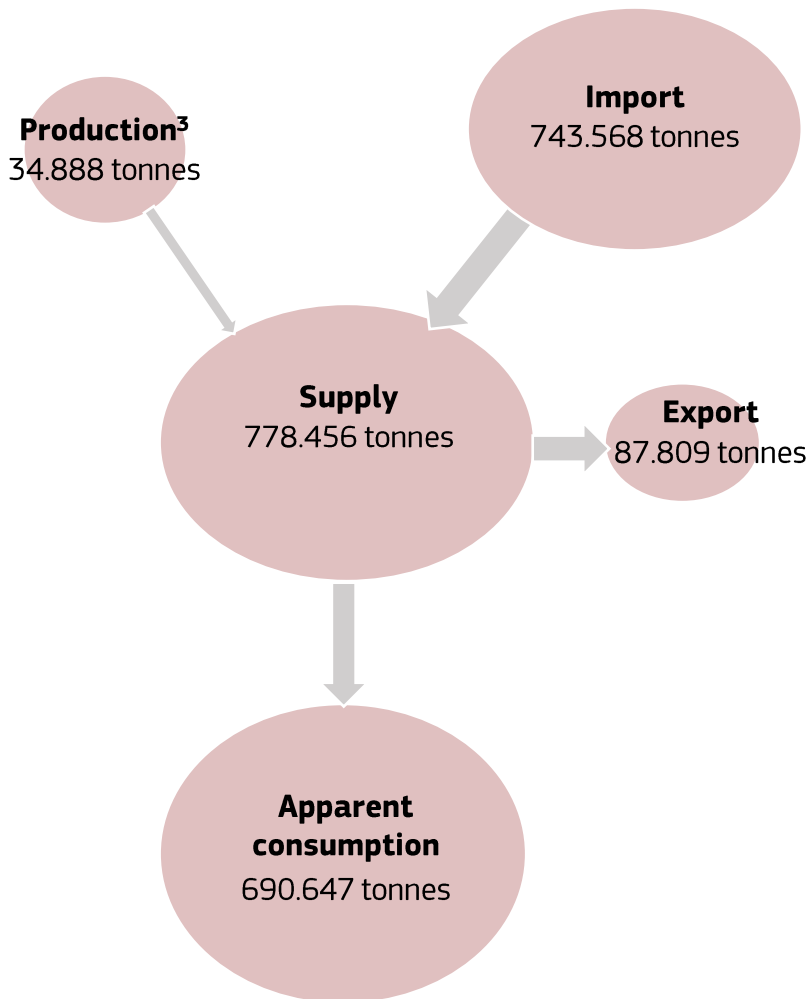 Import
743.568 tonnes
Production³
34.888 tonnes
Supply
778.456 tonnes
Export
87.809 tonnes
Apparent
consumption
690.647 tonnes